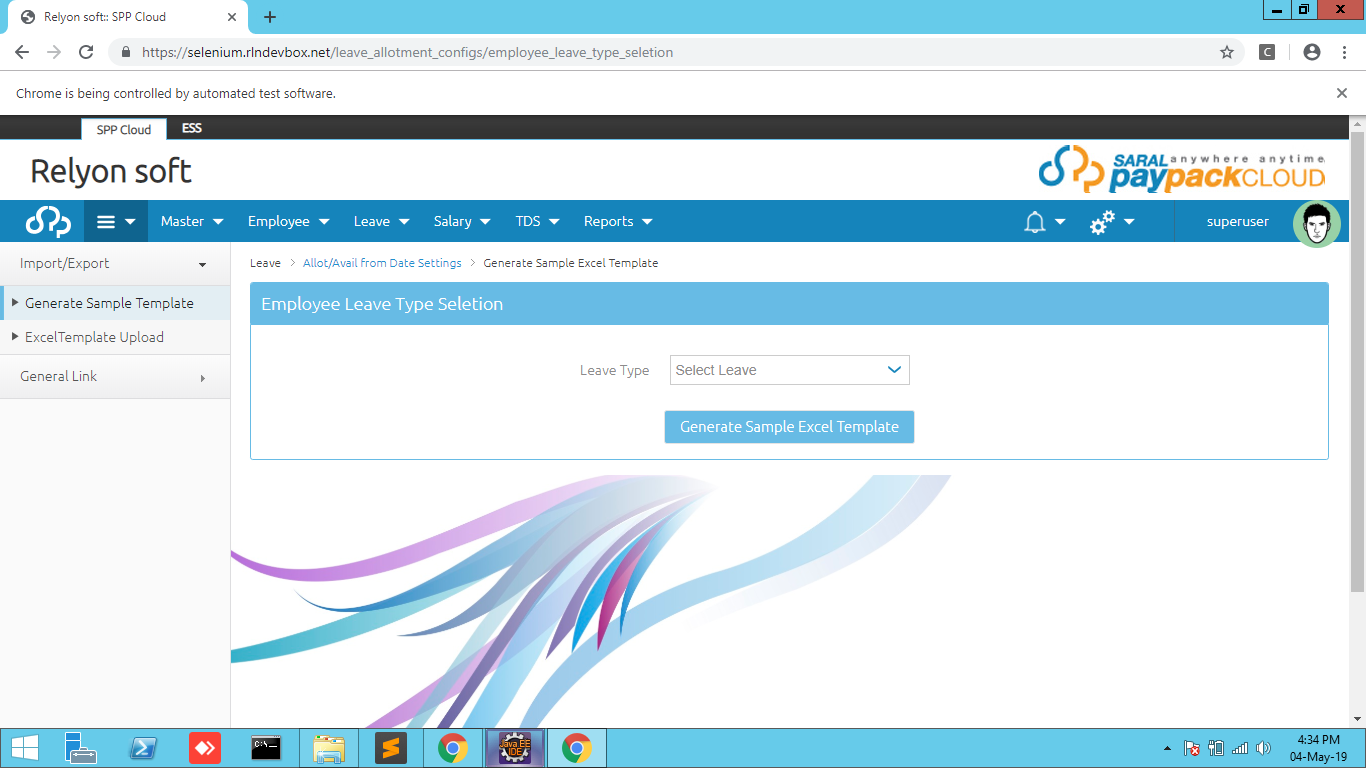 Relyon soft:: SPP Cloud
https://selenium.rlndevbox.net/leave_allotment_configs/employee_leave_type_seletion
C
Chrome is being controlled by automated test software.
SPP Cloud
ESS
Relyon soft
SARAL anywhere anytime
paypackCLOUD
Master
Employee
Leave
Salary
TDS
Reports
superuser
Import/Export
Generate Sample Template
ExcelTemplate Upload
General Link
Leave > Allot/Avail from Date Settings > Generate Sample Excel Template
Employee Leave Type Seletion
Leave Type
Select Leave
Generate Sample Excel Template
Java EE
IDE
4:34 PM
04-May-19